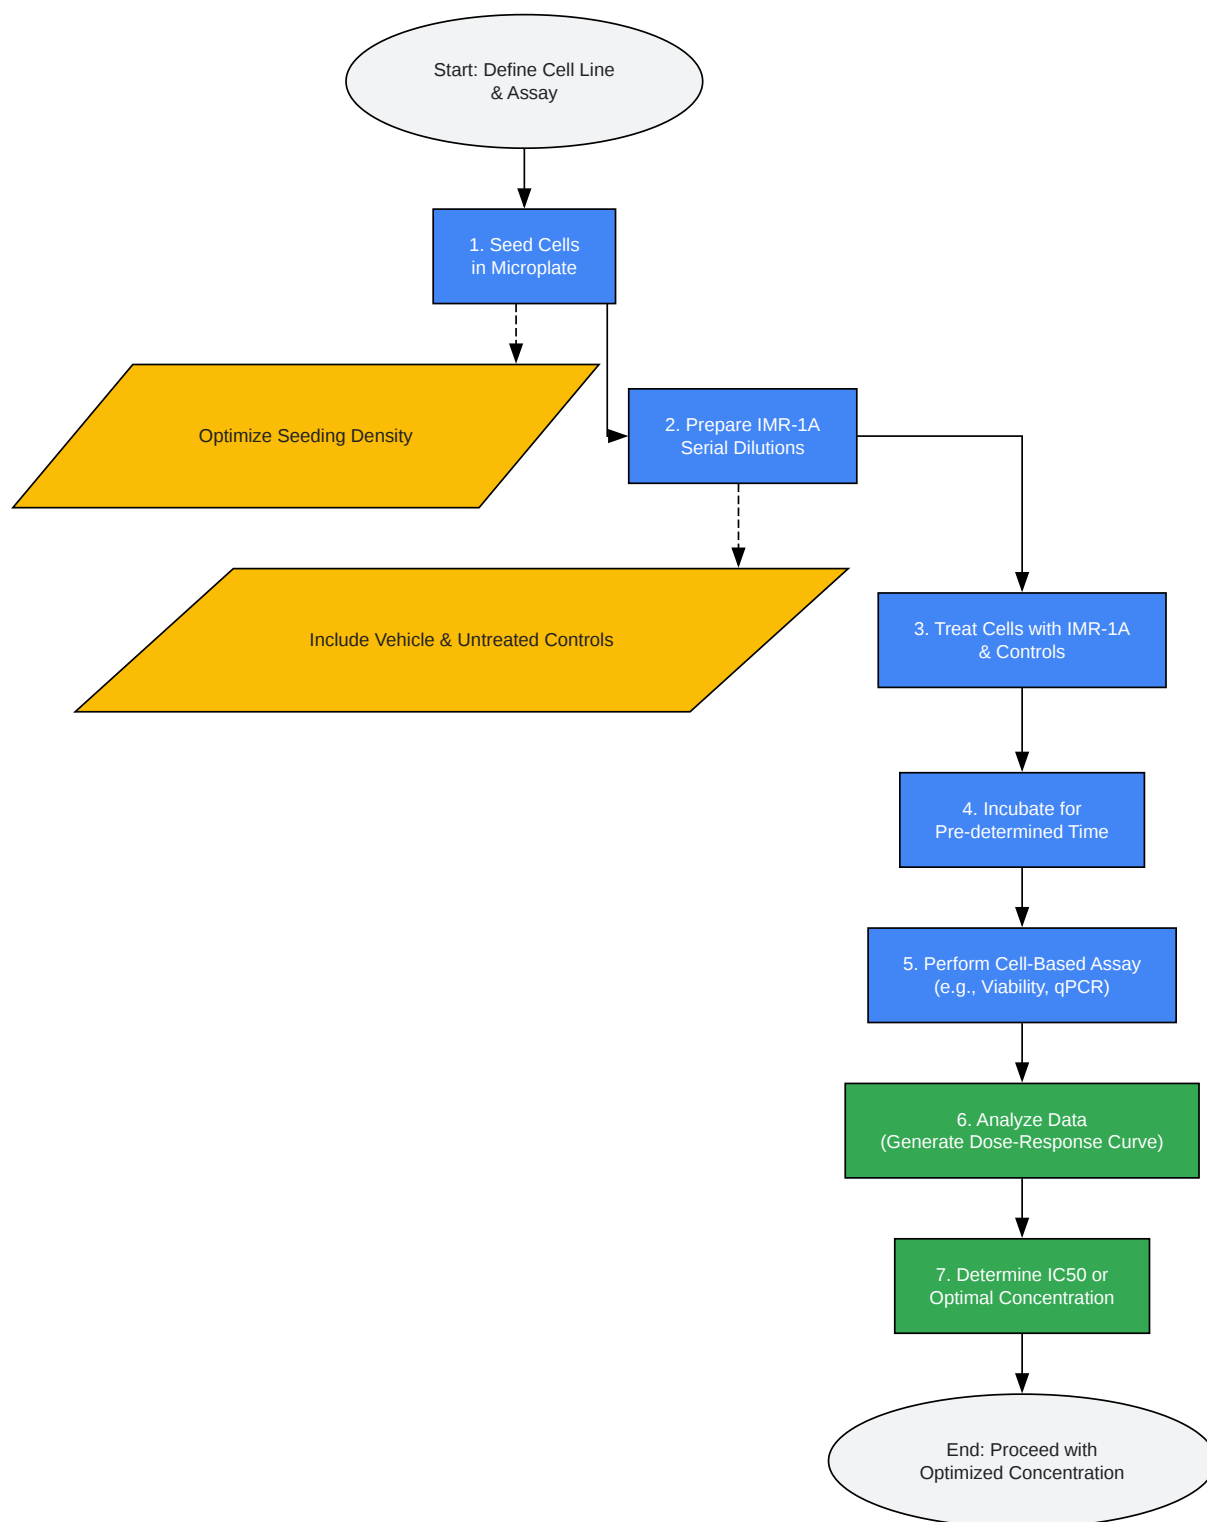 Start: Define Cell Line
& Assay
1. Seed Cells
in Microplate
Optimize Seeding Density
2. Prepare IMR-1A
Serial Dilutions
Include Vehicle & Untreated Controls
3. Treat Cells with IMR-1A
& Controls
4. Incubate for
Pre-determined Time
5. Perform Cell-Based Assay
(e.g., Viability, qPCR)
6. Analyze Data
(Generate Dose-Response Curve)
7. Determine IC50 or
Optimal Concentration
End: Proceed with
Optimized Concentration